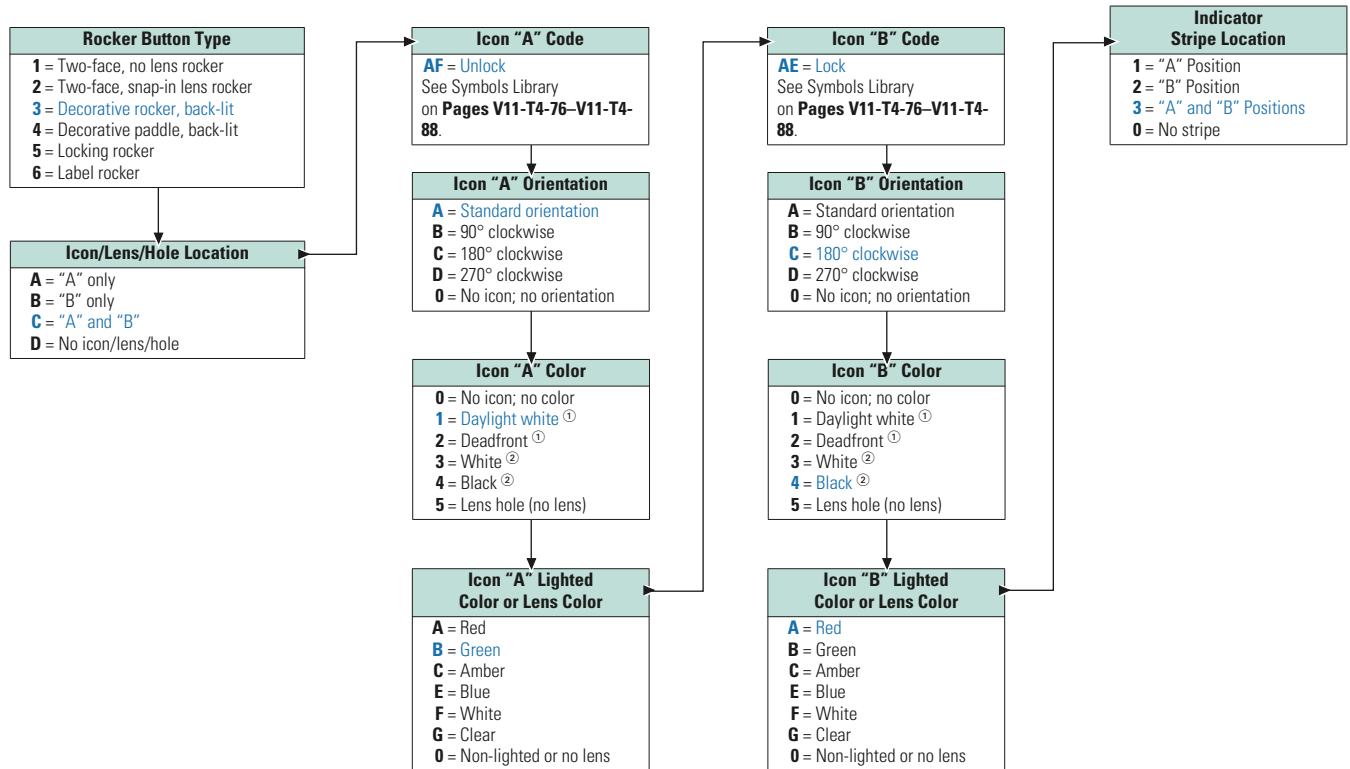 Rocker Button Type
1 = Two-face, no lens rocker
2 = Two-face, snap-in lens rocker
3 = Decorative rocker, back-lit
4 = Decorative paddle, back-lit
5 = Locking rocker
6 = Label rocker
Icon/Lens/Hole Location
A = “A” only
B = “B” only
C = “A” and “B”
D = No icon/lens/hole
Icon “A” Code
AF = Unlock
See Symbols Library
on Pages V11-T4-76–V11-T4-
88.
Icon “A” Orientation
A = Standard orientation
B = 90° clockwise
C = 180° clockwise
D = 270° clockwise
0 = No icon; no orientation
Icon “A” Color
0 = No icon; no color
1 = Daylight white ①
2 = Deadfront ①
3 = White ②
4 = Black ②
5 = Lens hole (no lens)
Icon “A” Lighted
Color or Lens Color
A = Red
B = Green
C = Amber
E = Blue
F = White
G = Clear
0 = Non-lighted or no lens
Icon “B” Code
AE = Lock
See Symbols Library
on Pages V11-T4-76–V11-T4-
88.
Icon “B” Orientation
A = Standard orientation
B = 90° clockwise
C = 180° clockwise
D = 270° clockwise
0 = No icon; no orientation
Icon “B” Color
0 = No icon; no color
1 = Daylight white ①
2 = Deadfront ①
3 = White ②
4 = Black ②
5 = Lens hole (no lens)
Icon “B” Lighted
Color or Lens Color
A = Red
B = Green
C = Amber
E = Blue
F = White
G = Clear
0 = Non-lighted or no lens
Indicator
Stripe Location
1 = “A” Position
2 = “B” Position
3 = “A” and “B” Positions
0 = No stripe